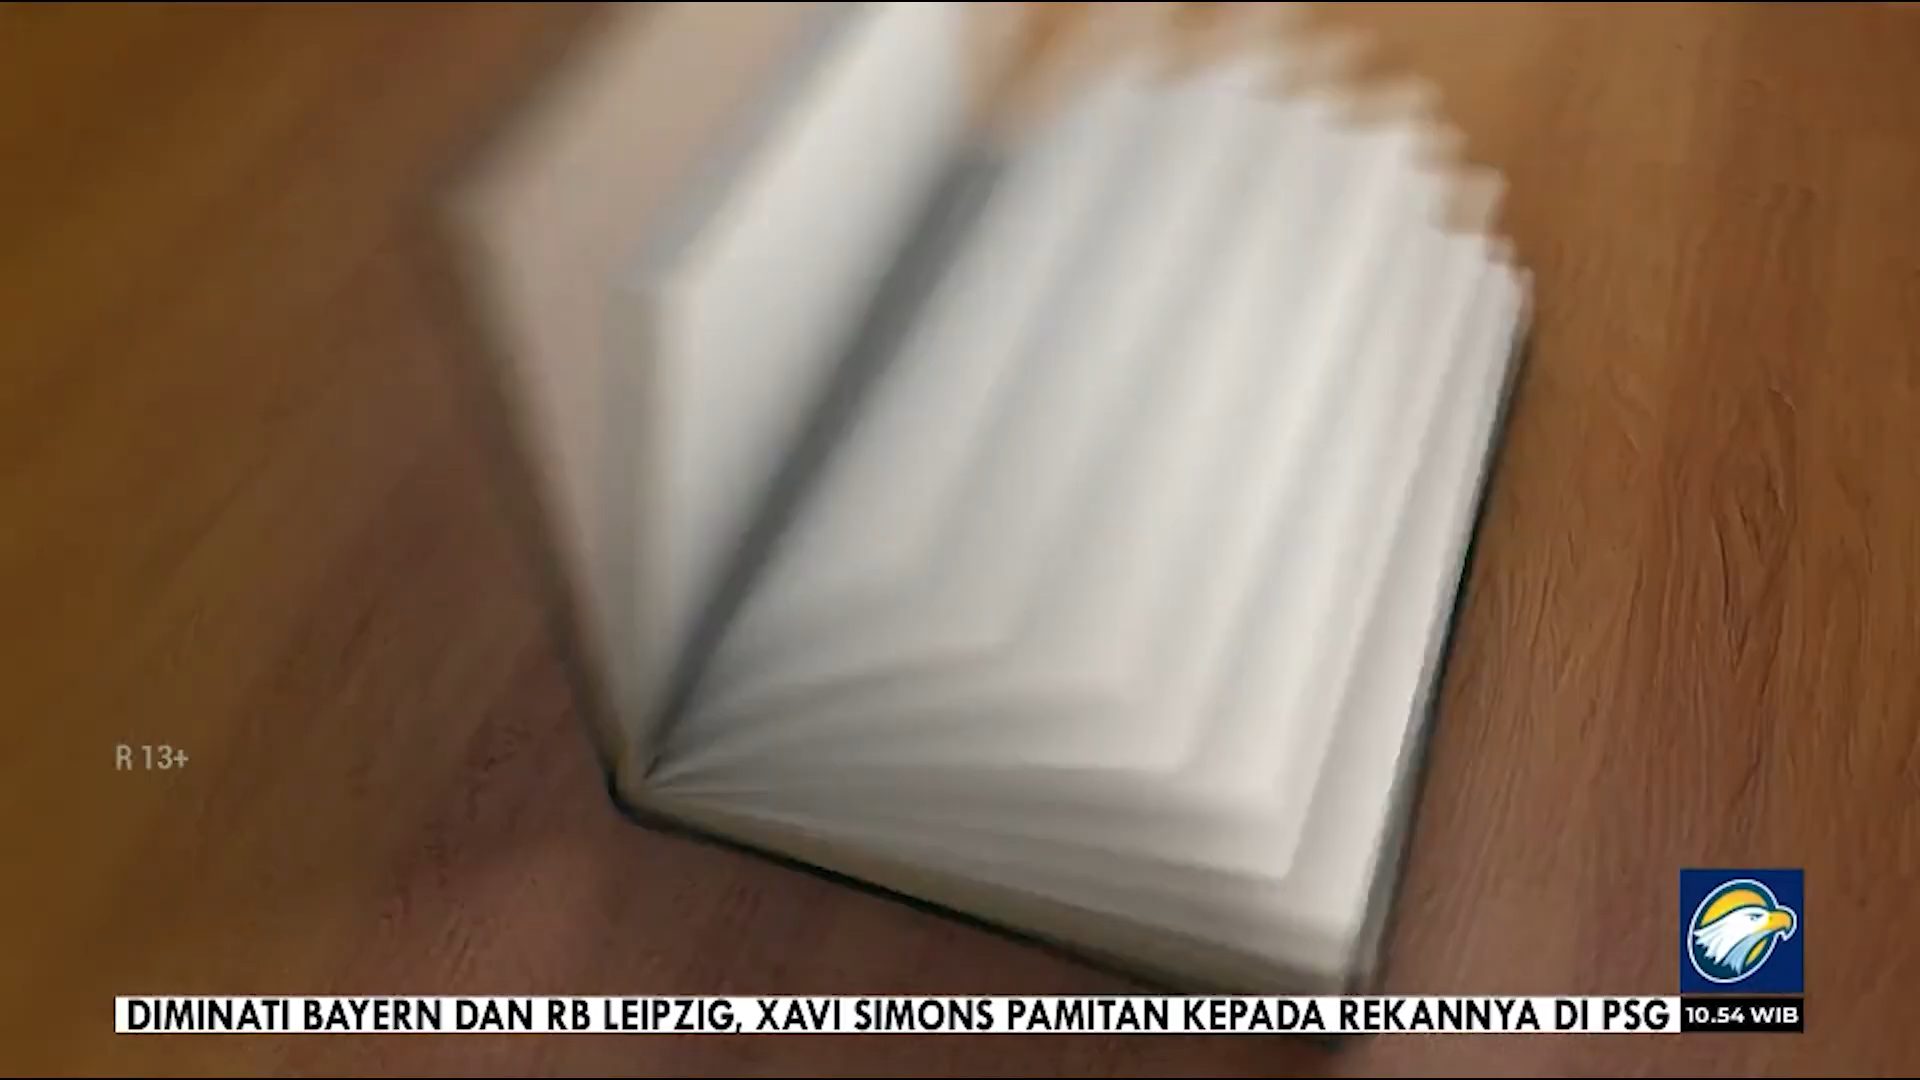 R 13+
DIMINATI BAYERN DAN RB LEIPZIG, XAVI SIMONS PAMITAN KEPADA REKANNYA DI PSG
10.54 WIB